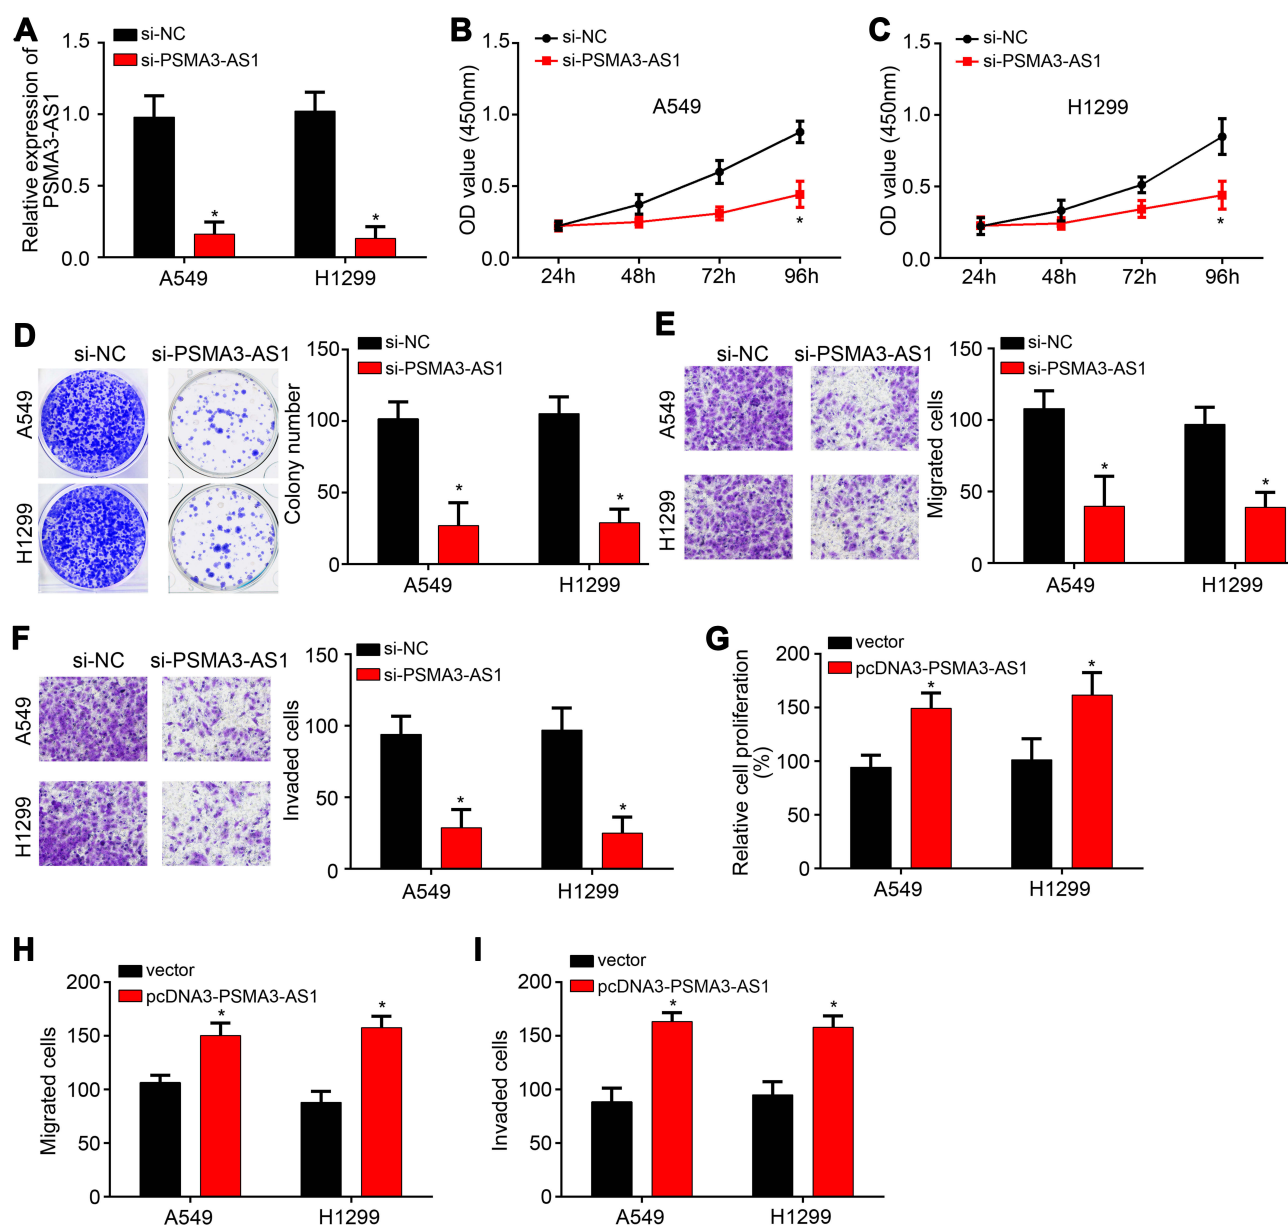 A
si-NC
si-PSMA3-AS1
Relative expression of
PSMA3-AS1
1.5
1.0
0.5
0.0
*
*
A549
H1299
B
si-NC
si-PSMA3-AS1
A549
OD value (450nm)
1.5
1.0
0.5
0.0
*
24h 48h 72h 96h
C
si-NC
si-PSMA3-AS1
H1299
OD value (450nm)
1.5
1.0
0.5
0.0
*
24h 48h 72h 96h
D
si-NC si-PSMA3-AS1
A549
H1299
si-NC
si-PSMA3-AS1
Colony number
150
100
50
0
*
*
A549 H1299
E
si-NC si-PSMA3-AS1
A549
H1299
si-NC
si-PSMA3-AS1
Migrated cells
150
100
50
0
*
*
A549 H1299
F
si-NC si-PSMA3-AS1
A549
H1299
si-NC
si-PSMA3-AS1
Invaded cells
150
100
50
0
*
*
A549 H1299
G
vector
pcDNA3-PSMA3-AS1
Relative cell proliferation
(%)
200
150
100
50
0
*
*
A549 H1299
H
vector
pcDNA3-PSMA3-AS1
Migrated cells
200
150
100
50
0
*
*
A549 H1299
I
vector
pcDNA3-PSMA3-AS1
Invaded cells
200
150
100
50
0
*
*
A549 H1299